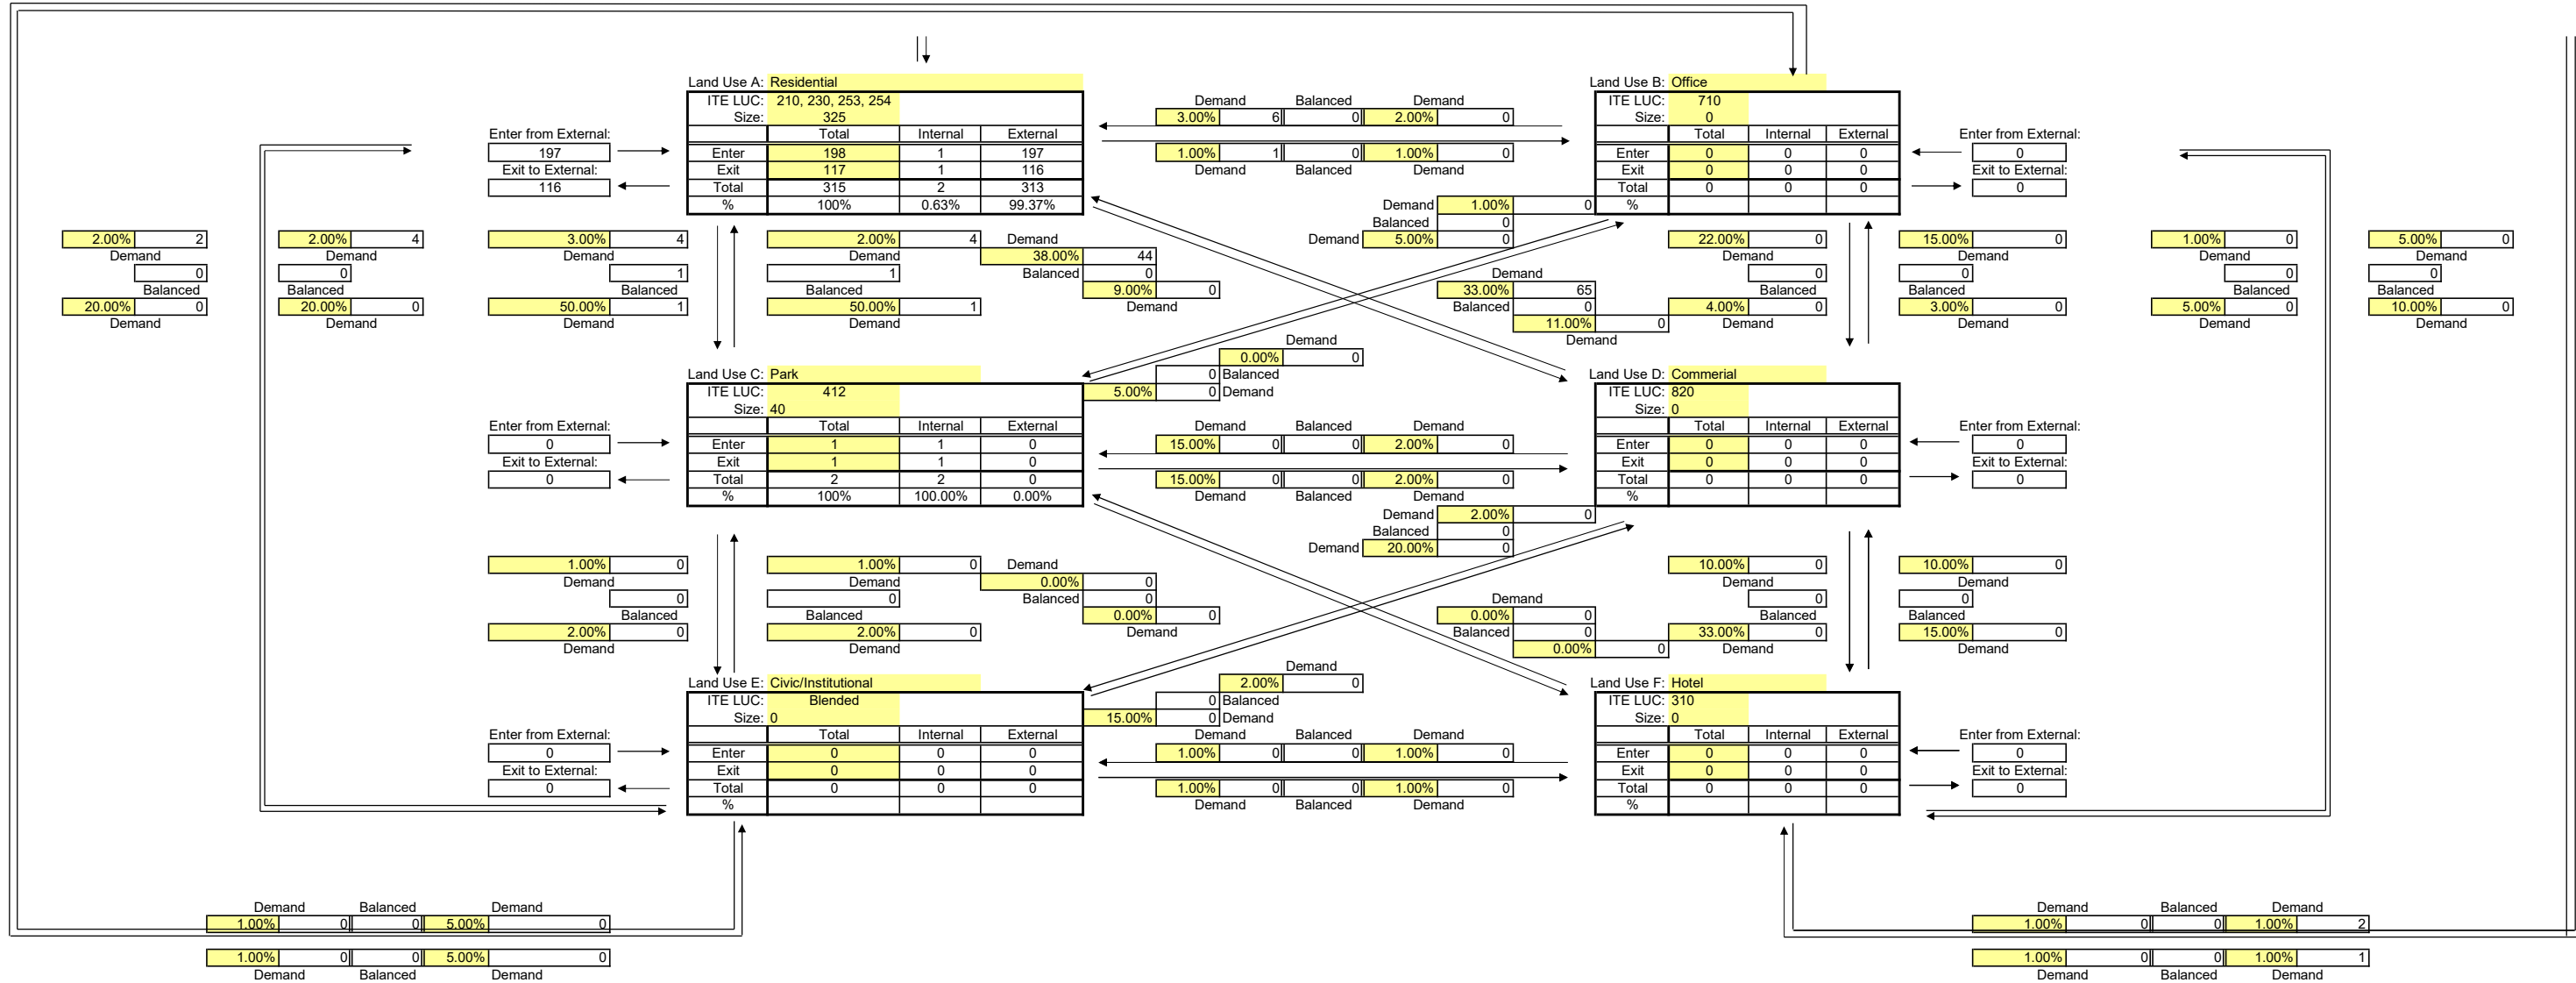 Land Use A: Residential Land Use B: Office
ITE LUC: 210, 230, 253, 254 Demand Balanced Demand ITE LUC: 710
Size: 325 3.00% 6 0 2.00% 0 Size: 0
Enter from External: Total Internal External Total Internal External Enter from External:
197 Enter 198 1 197 1.00% 1 0 1.00% 0 Enter 0 0 0 0
Exit to External: Exit 117 1 116 Demand Balanced Demand Exit 0 0 0 Exit to External:
116 Total 315 2 313 Total 0 0 0 0
% 100% 0.63% 99.37% Demand 1.00% 0 %
Balanced 0
2.00% 2 2.00% 4 3.00% 4 2.00% 4 Demand Demand 5.00% 0 22.00% 0 15.00% 0 1.00% 0 5.00% 0
Demand Demand Demand Demand 38.00% 44 Demand Demand Demand Demand
0 0 1 1 Balanced 0 Demand 0 0 0 0
Balanced Balanced Balanced Balanced 9.00% 0 33.00% 65 Balanced Balanced Balanced Balanced
20.00% 0 20.00% 0 50.00% 1 50.00% 1 Demand Balanced 0 4.00% 0 3.00% 0 5.00% 0 10.00% 0
Demand Demand Demand Demand 11.00% 0 Demand Demand Demand Demand
Demand
Demand
0.00% 0
Land Use C: Park 0 Balanced Land Use D: Commerial
ITE LUC: 412 5.00% 0 Demand ITE LUC: 820
Size: 40 Size: 0
Enter from External: Total Internal External Demand Balanced Demand Total Internal External Enter from External:
0 Enter 1 1 0 15.00% 0 0 2.00% 0 Enter 0 0 0 0
Exit to External: Exit 1 1 0 Exit 0 0 0 Exit to External:
0 Total 2 2 0 15.00% 0 0 2.00% 0 Total 0 0 0 0
% 100% 100.00% 0.00% Demand Balanced Demand %
Demand 2.00% 0
Balanced 0
Demand 20.00% 0
1.00% 0 1.00% 0 Demand 10.00% 0 10.00% 0
Demand Demand 0.00% 0 Demand Demand
0 0 Balanced 0 Demand 0 0
Balanced Balanced 0.00% 0 0.00% 0 Balanced Balanced
2.00% 0 2.00% 0 Demand Balanced 0 33.00% 0 15.00% 0
Demand Demand 0.00% 0 Demand Demand
Demand
Land Use E: Civic/Institutional 2.00% 0 Land Use F: Hotel
ITE LUC: Blended 0 Balanced ITE LUC: 310
Size: 0 15.00% 0 Demand Size: 0
Enter from External: Total Internal External Demand Balanced Demand Total Internal External Enter from External:
0 Enter 0 0 0 1.00% 0 0 1.00% 0 Enter 0 0 0 0
Exit to External: Exit 0 0 0 Exit 0 0 0 Exit to External:
0 Total 0 0 0 1.00% 0 0 1.00% 0 Total 0 0 0 0
% Demand Balanced Demand %
Demand Balanced Demand Demand Balanced Demand
1.00% 0 0 5.00% 0 1.00% 0 0 1.00% 2
1.00% 0 0 5.00% 0 1.00% 0 0 1.00% 1
Demand Balanced Demand Demand Balanced Demand